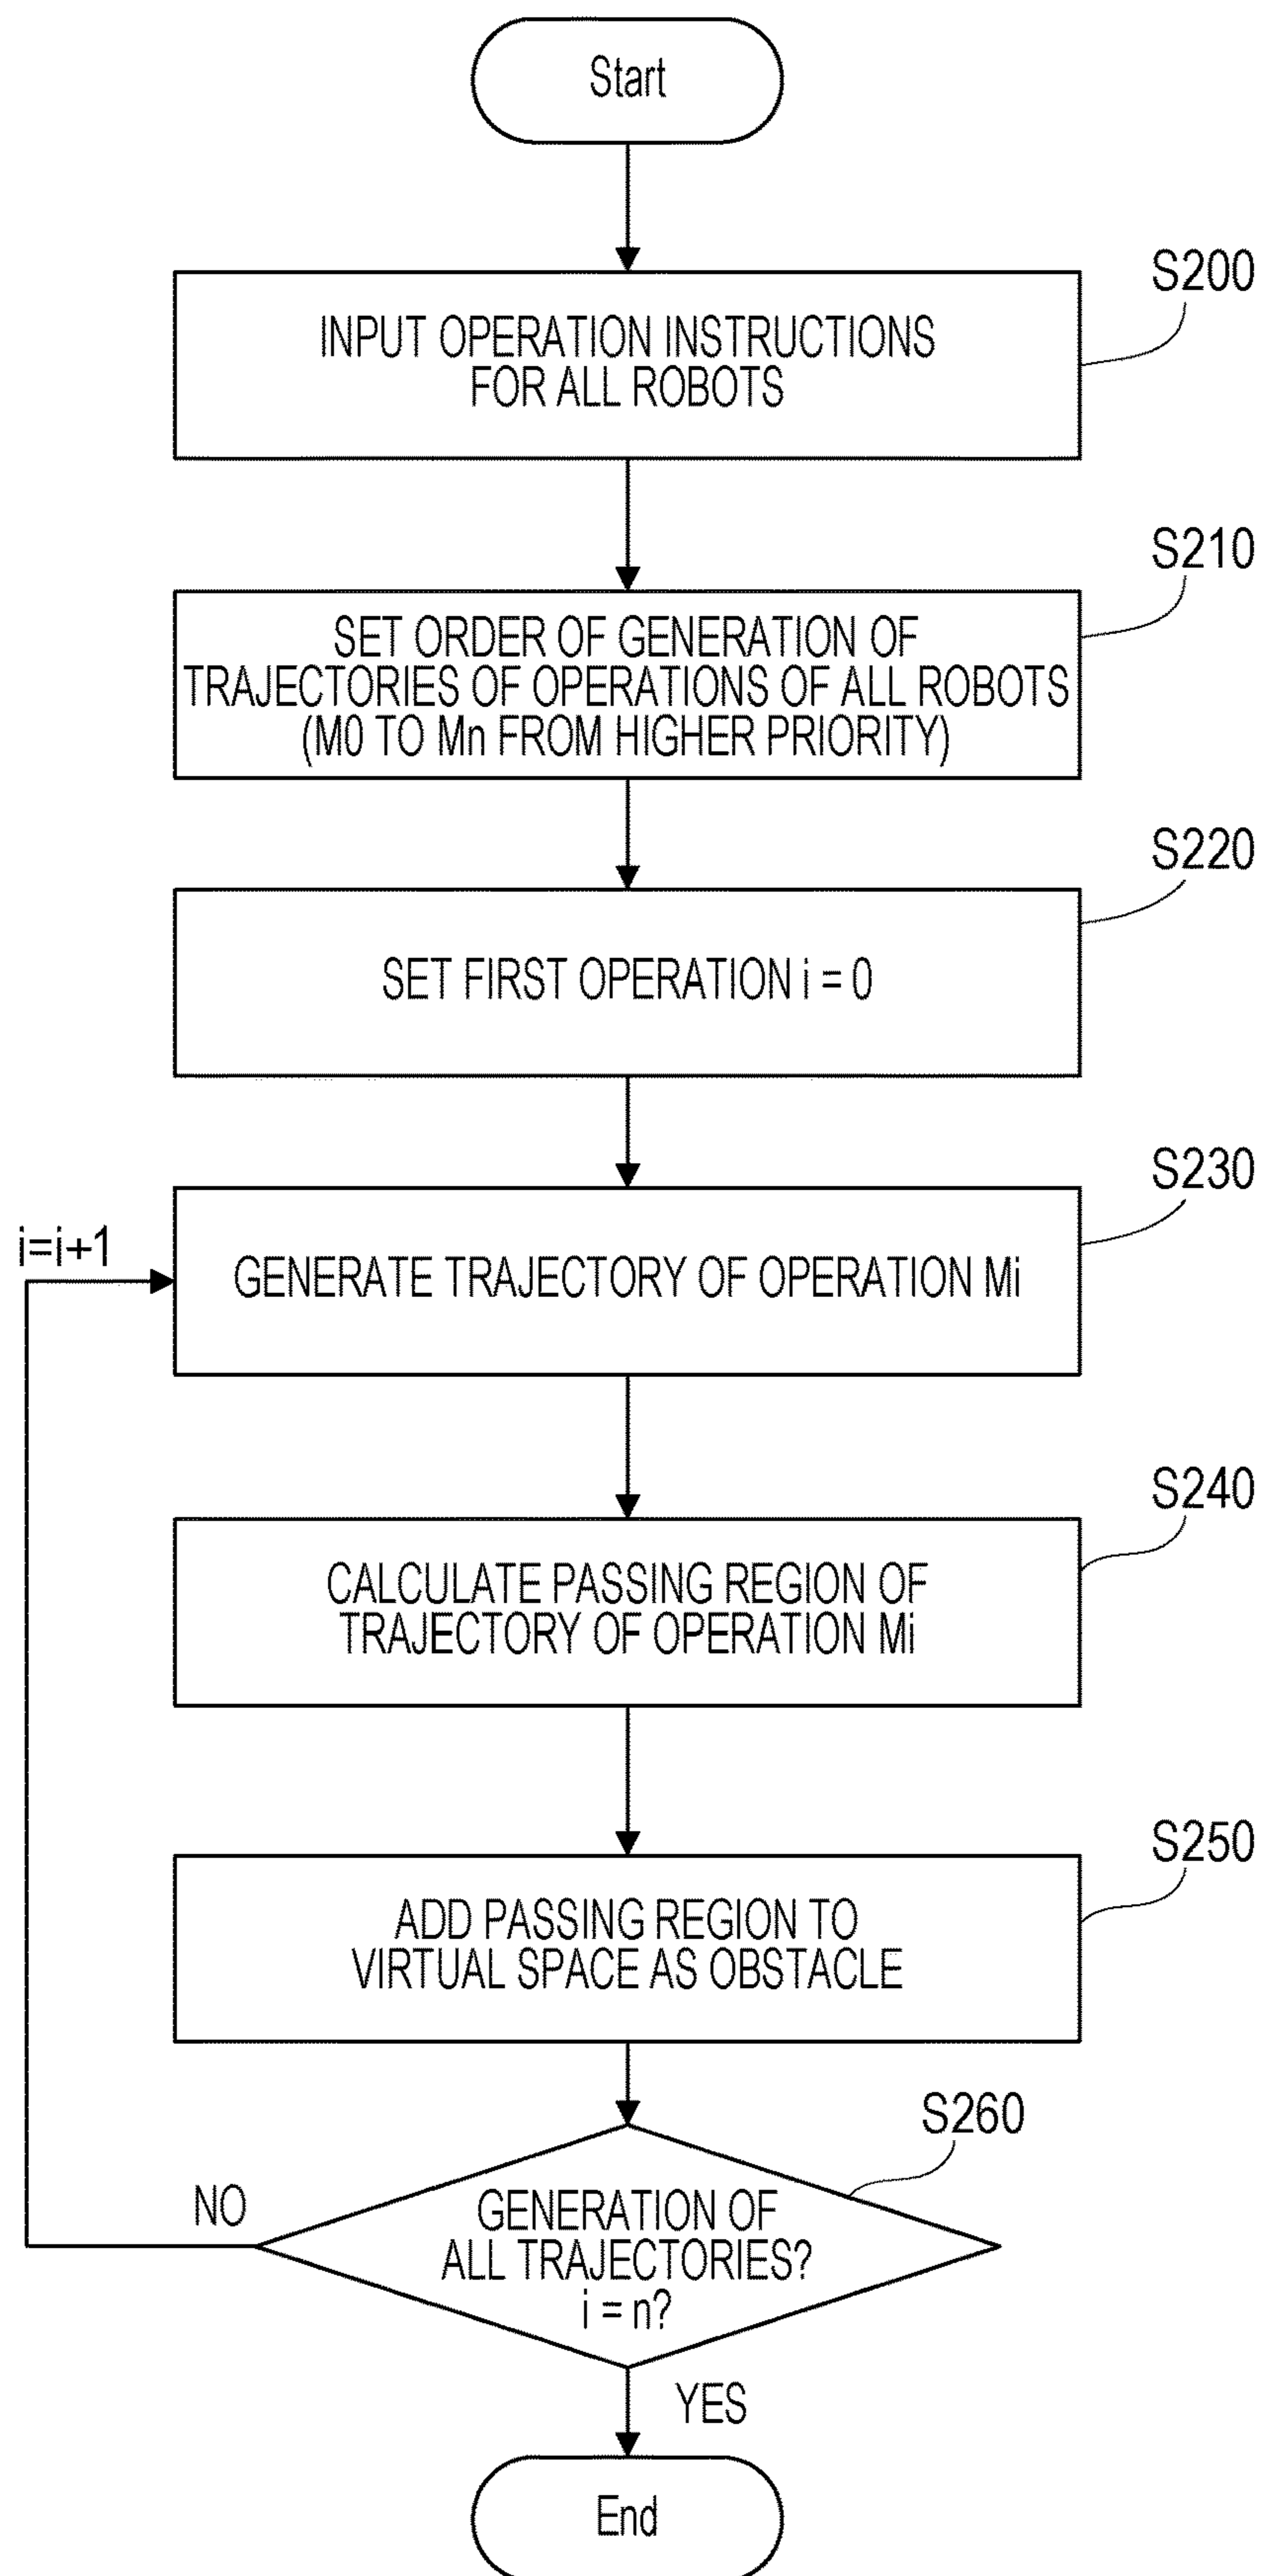 Start
S200
INPUT OPERATION INSTRUCTIONS
FOR ALL ROBOTS
S210
SET ORDER OF GENERATION OF
TRAJECTORIES OF OPERATIONS OF ALL ROBOTS
(M0 TO Mn FROM HIGHER PRIORITY)
S220
SET FIRST OPERATION i = 0
S230
i=i+1
GENERATE TRAJECTORY OF OPERATION Mi
S240
CALCULATE PASSING REGION OF
TRAJECTORY OF OPERATION Mi
S250
ADD PASSING REGION TO
VIRTUAL SPACE AS OBSTACLE
S260
NO
GENERATION OF
ALL TRAJECTORIES?
i = n?
YES
End